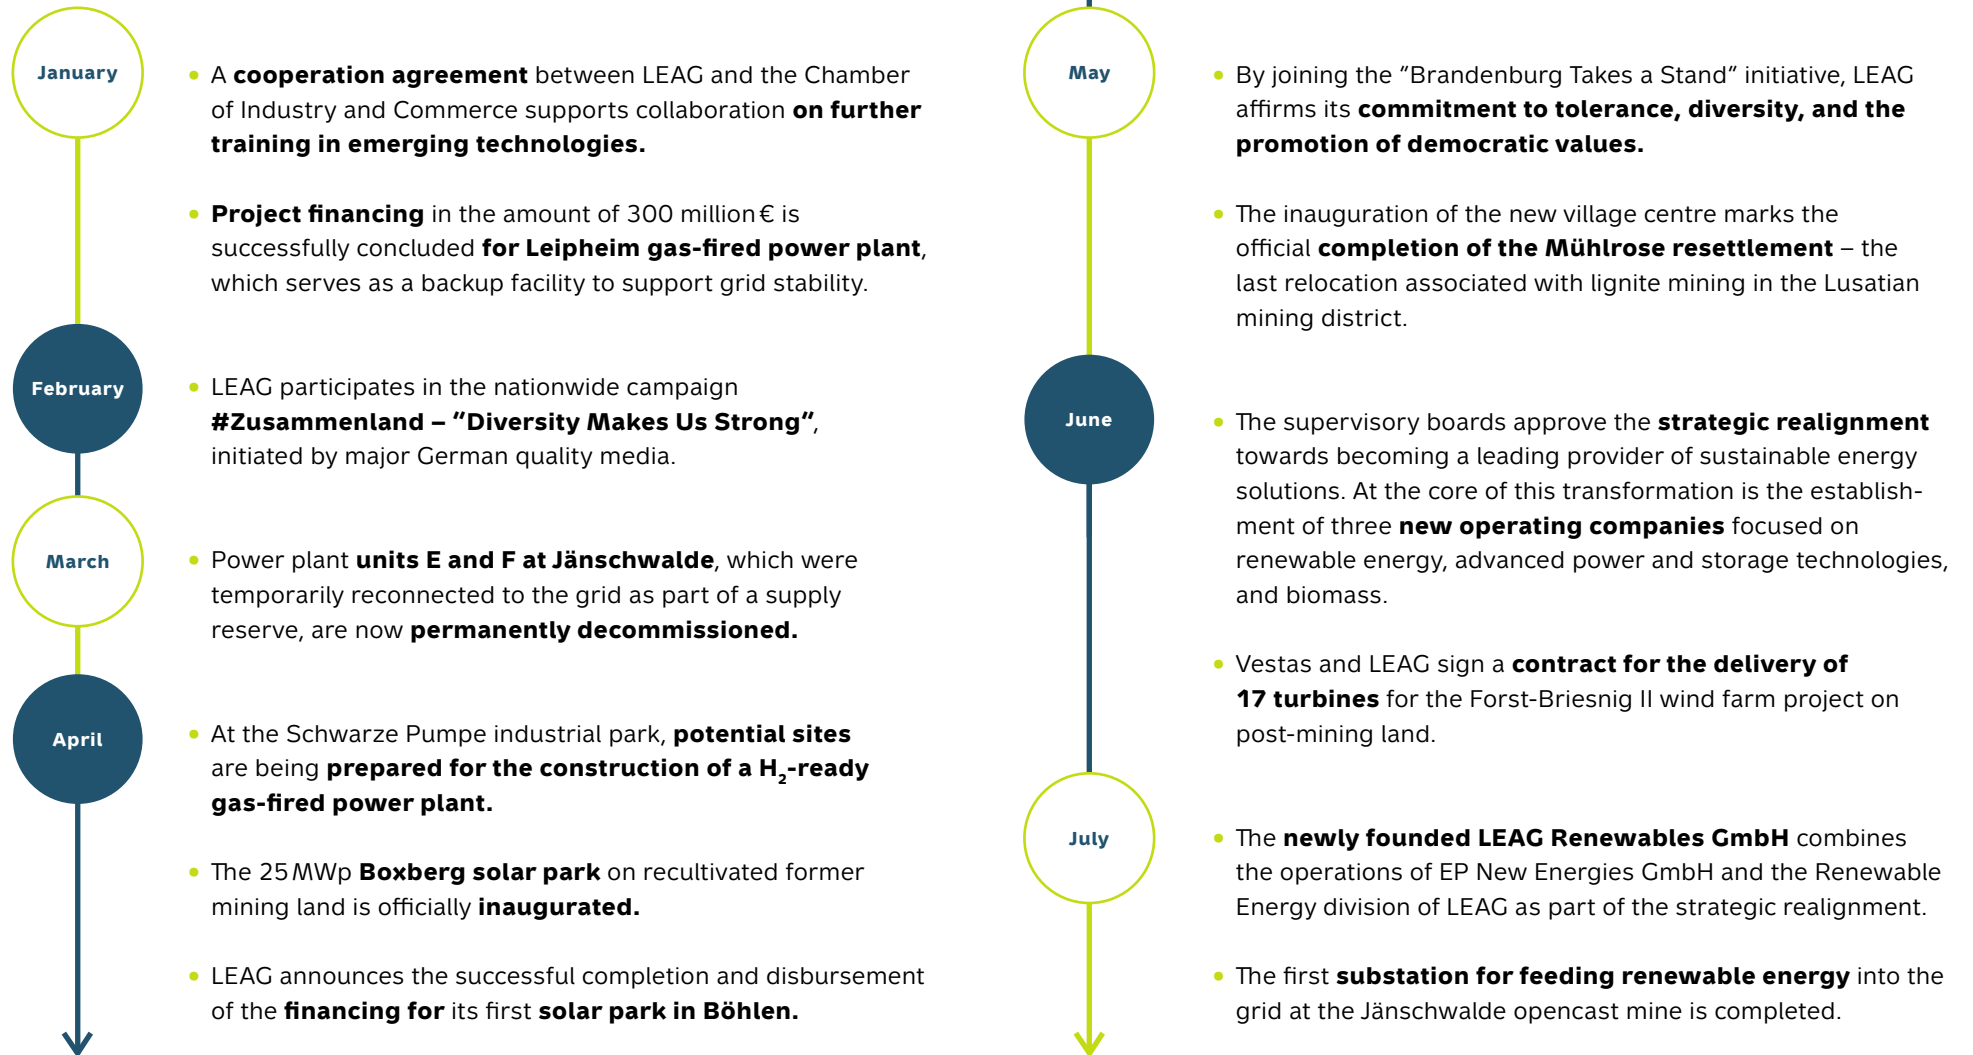 January
• A cooperation agreement between LEAG and the Chamber
of Industry and Commerce supports collaboration on further
training in emerging technologies.
• Project financing in the amount of 300 million € is
successfully concluded for Leipheim gas-fired power plant,
which serves as a backup facility to support grid stability.
February
• LEAG participates in the nationwide campaign
#Zusammenland – “Diversity Makes Us Strong“,
initiated by major German quality media.
March
• Power plant units E and F at Jänschwalde, which were
temporarily reconnected to the grid as part of a supply
reserve, are now permanently decommissioned.
April
• At the Schwarze Pumpe industrial park, potential sites
are being prepared for the construction of a H₂-ready
gas-fired power plant.
• The 25 MWp Boxberg solar park on recultivated former
mining land is officially inaugurated.
• LEAG announces the successful completion and disbursement
of the financing for its first solar park in Böhlen.
May
• By joining the “Brandenburg Takes a Stand“ initiative, LEAG
affirms its commitment to tolerance, diversity, and the
promotion of democratic values.
• The inauguration of the new village centre marks the
official completion of the Mühlrose resettlement – the
last relocation associated with lignite mining in the Lusatian
mining district.
June
• The supervisory boards approve the strategic realignment
towards becoming a leading provider of sustainable energy
solutions. At the core of this transformation is the establish-
ment of three new operating companies focused on
renewable energy, advanced power and storage technologies,
and biomass.
• Vestas and LEAG sign a contract for the delivery of
17 turbines for the Forst-Briesnig II wind farm project on
post-mining land.
July
• The newly founded LEAG Renewables GmbH combines
the operations of EP New Energies GmbH and the Renewable
Energy division of LEAG as part of the strategic realignment.
• The first substation for feeding renewable energy into the
grid at the Jänschwalde opencast mine is completed.